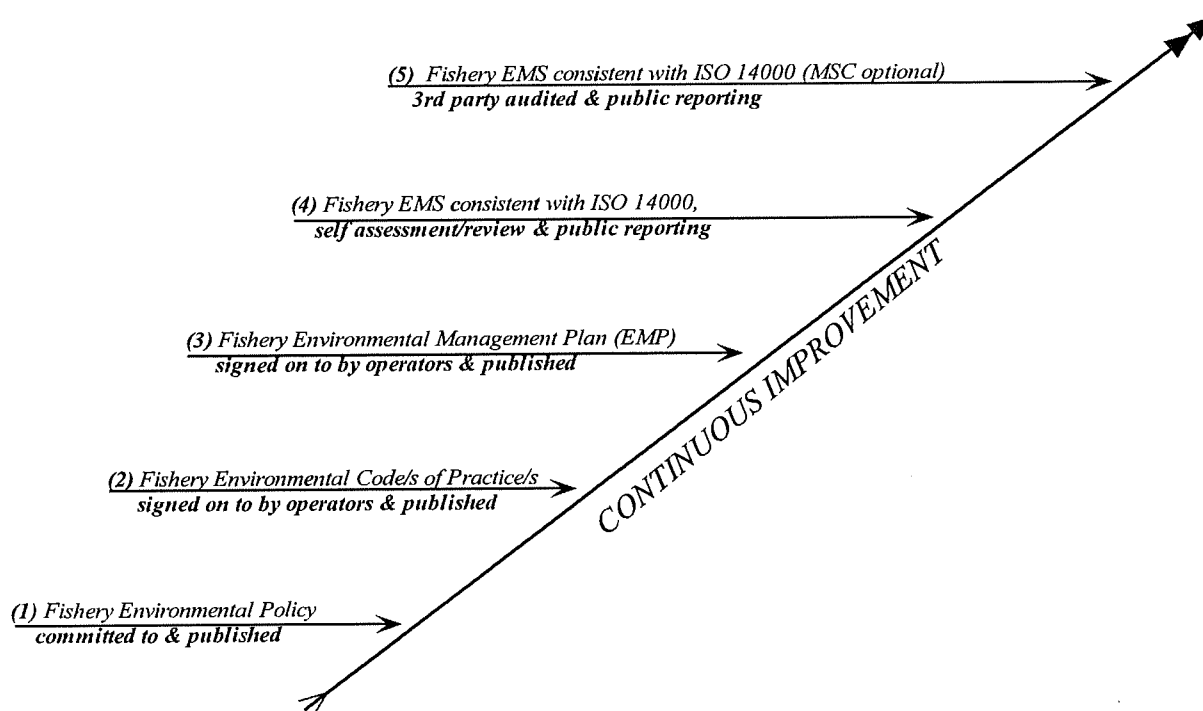 (5) Fishery EMS consistent with ISO 14000 (MSC optional)
3rd party audited & public reporting
(4) Fishery EMS consistent with ISO 14000,
self assessment/review & public reporting
CONTINUOUS IMPROVEMENT
(3) Fishery Environmental Management Plan (EMP)
signed on to by operators & published
(2) Fishery Environmental Code/s of Practice/s
signed on to by operators & published
(1) Fishery Environmental Policy
committed to & published